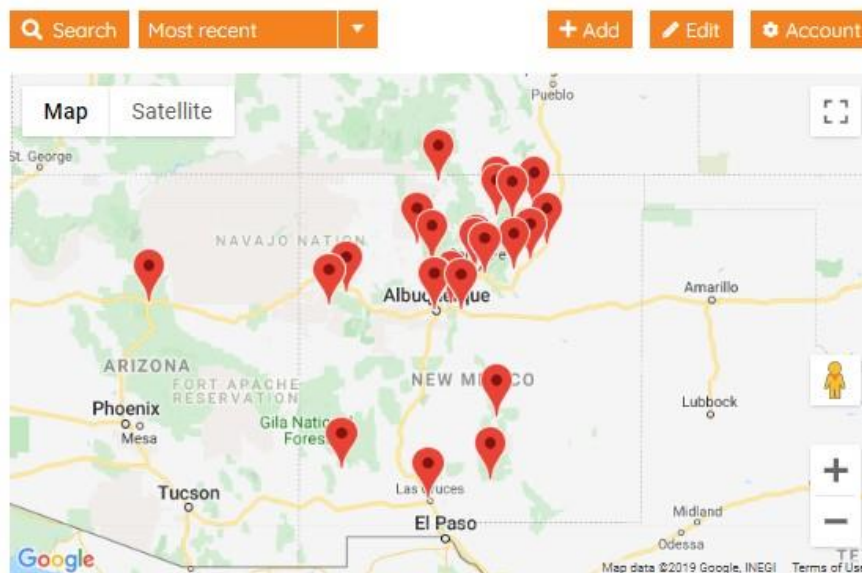 Search
Most recent
Add
Edit
Account
Map
Satellite
Pueblo
St. George
NAVAJO NATION
Albuquerque
Amarillo
ARIZONA
FORT APACHE
RESERVATION
NEW MEXICO
Phoenix
Mesa
Gila National
Forest
Lubbock
Tucson
Las Cruces
El Paso
Midland
Odessa
Google
Map data ©2019 Google, INEGI
Terms of Use